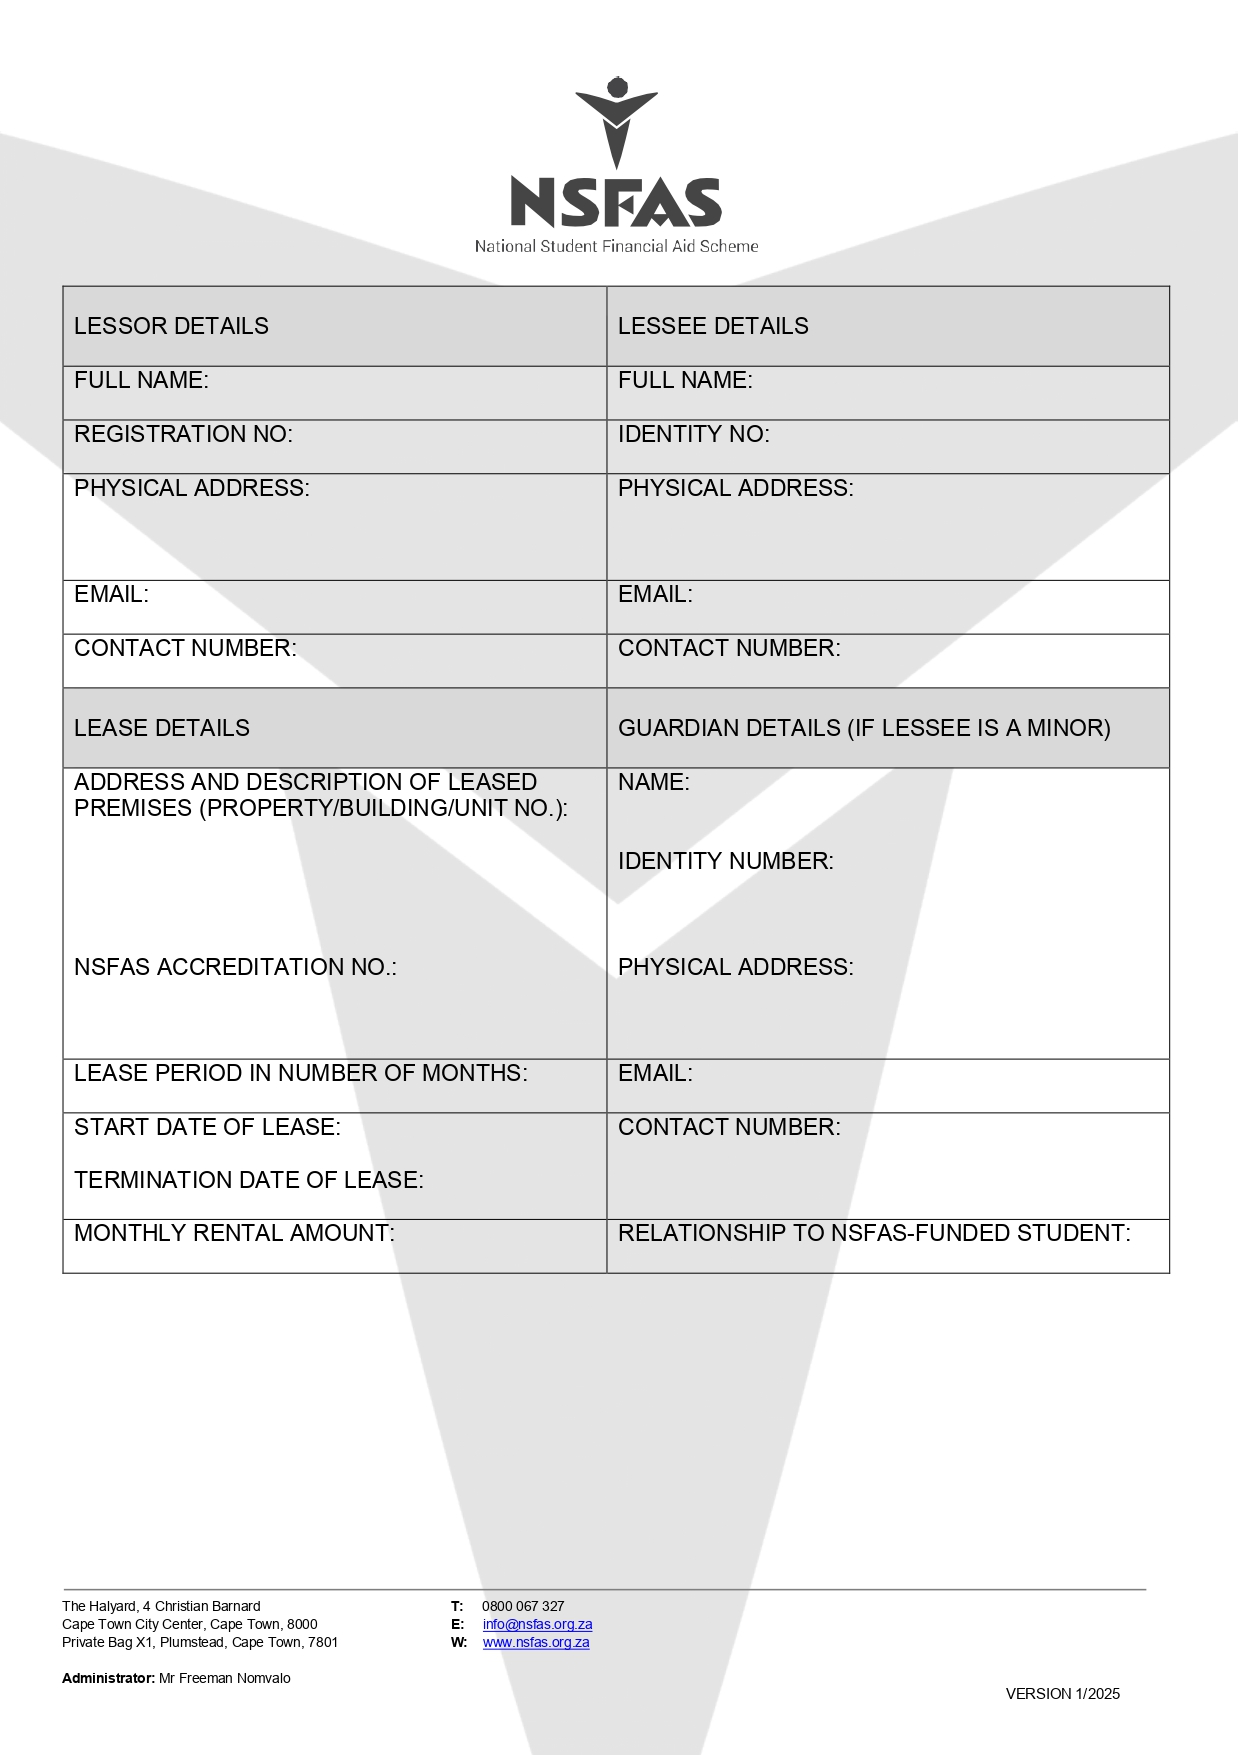 NSFAS
National Student Financial Aid Scheme
LESSOR DETAILS
LESSEE DETAILS
FULL NAME:
FULL NAME:
REGISTRATION NO:
IDENTITY NO:
PHYSICAL ADDRESS:
PHYSICAL ADDRESS:
EMAIL:
EMAIL:
CONTACT NUMBER:
CONTACT NUMBER:
LEASE DETAILS
GUARDIAN DETAILS (IF LESSEE IS A MINOR)
ADDRESS AND DESCRIPTION OF LEASED
PREMISES (PROPERTY/BUILDING/UNIT NO.):
NSFAS ACCREDITATION NO.:
NAME:
IDENTITY NUMBER:
PHYSICAL ADDRESS:
LEASE PERIOD IN NUMBER OF MONTHS:
EMAIL:
START DATE OF LEASE:
TERMINATION DATE OF LEASE:
CONTACT NUMBER:
MONTHLY RENTAL AMOUNT:
RELATIONSHIP TO NSFAS-FUNDED STUDENT:
The Halyard, 4 Christian Barnard
Cape Town City Center, Cape Town, 8000
Private Bag X1, Plumstead, Cape Town, 7801
Administrator: Mr Freeman Nomvalo
T: 0800 067 327
E: info@nsfas.org.za
W: www.nsfas.org.za
VERSION 1/2025